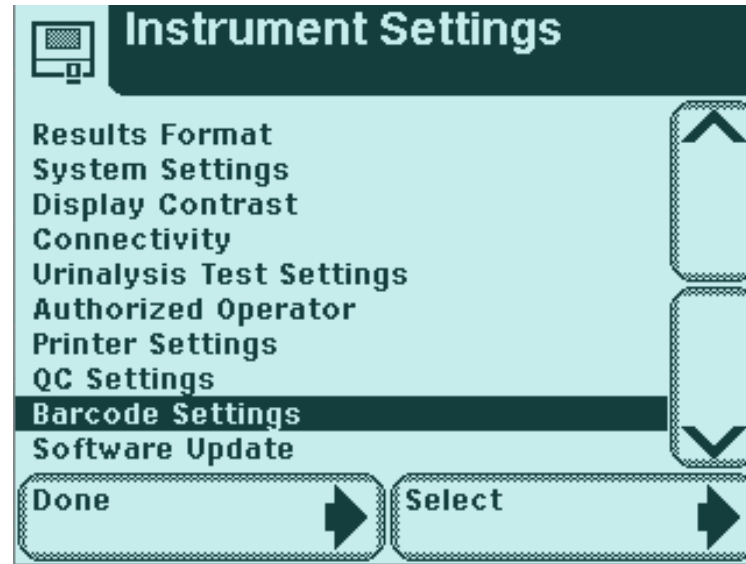 Instrument Settings
Results Format
System Settings
Display Contrast
Connectivity
Urinalysis Test Settings
Authorized Operator
Printer Settings
QC Settings
Barcode Settings
Software Update
Done
Select